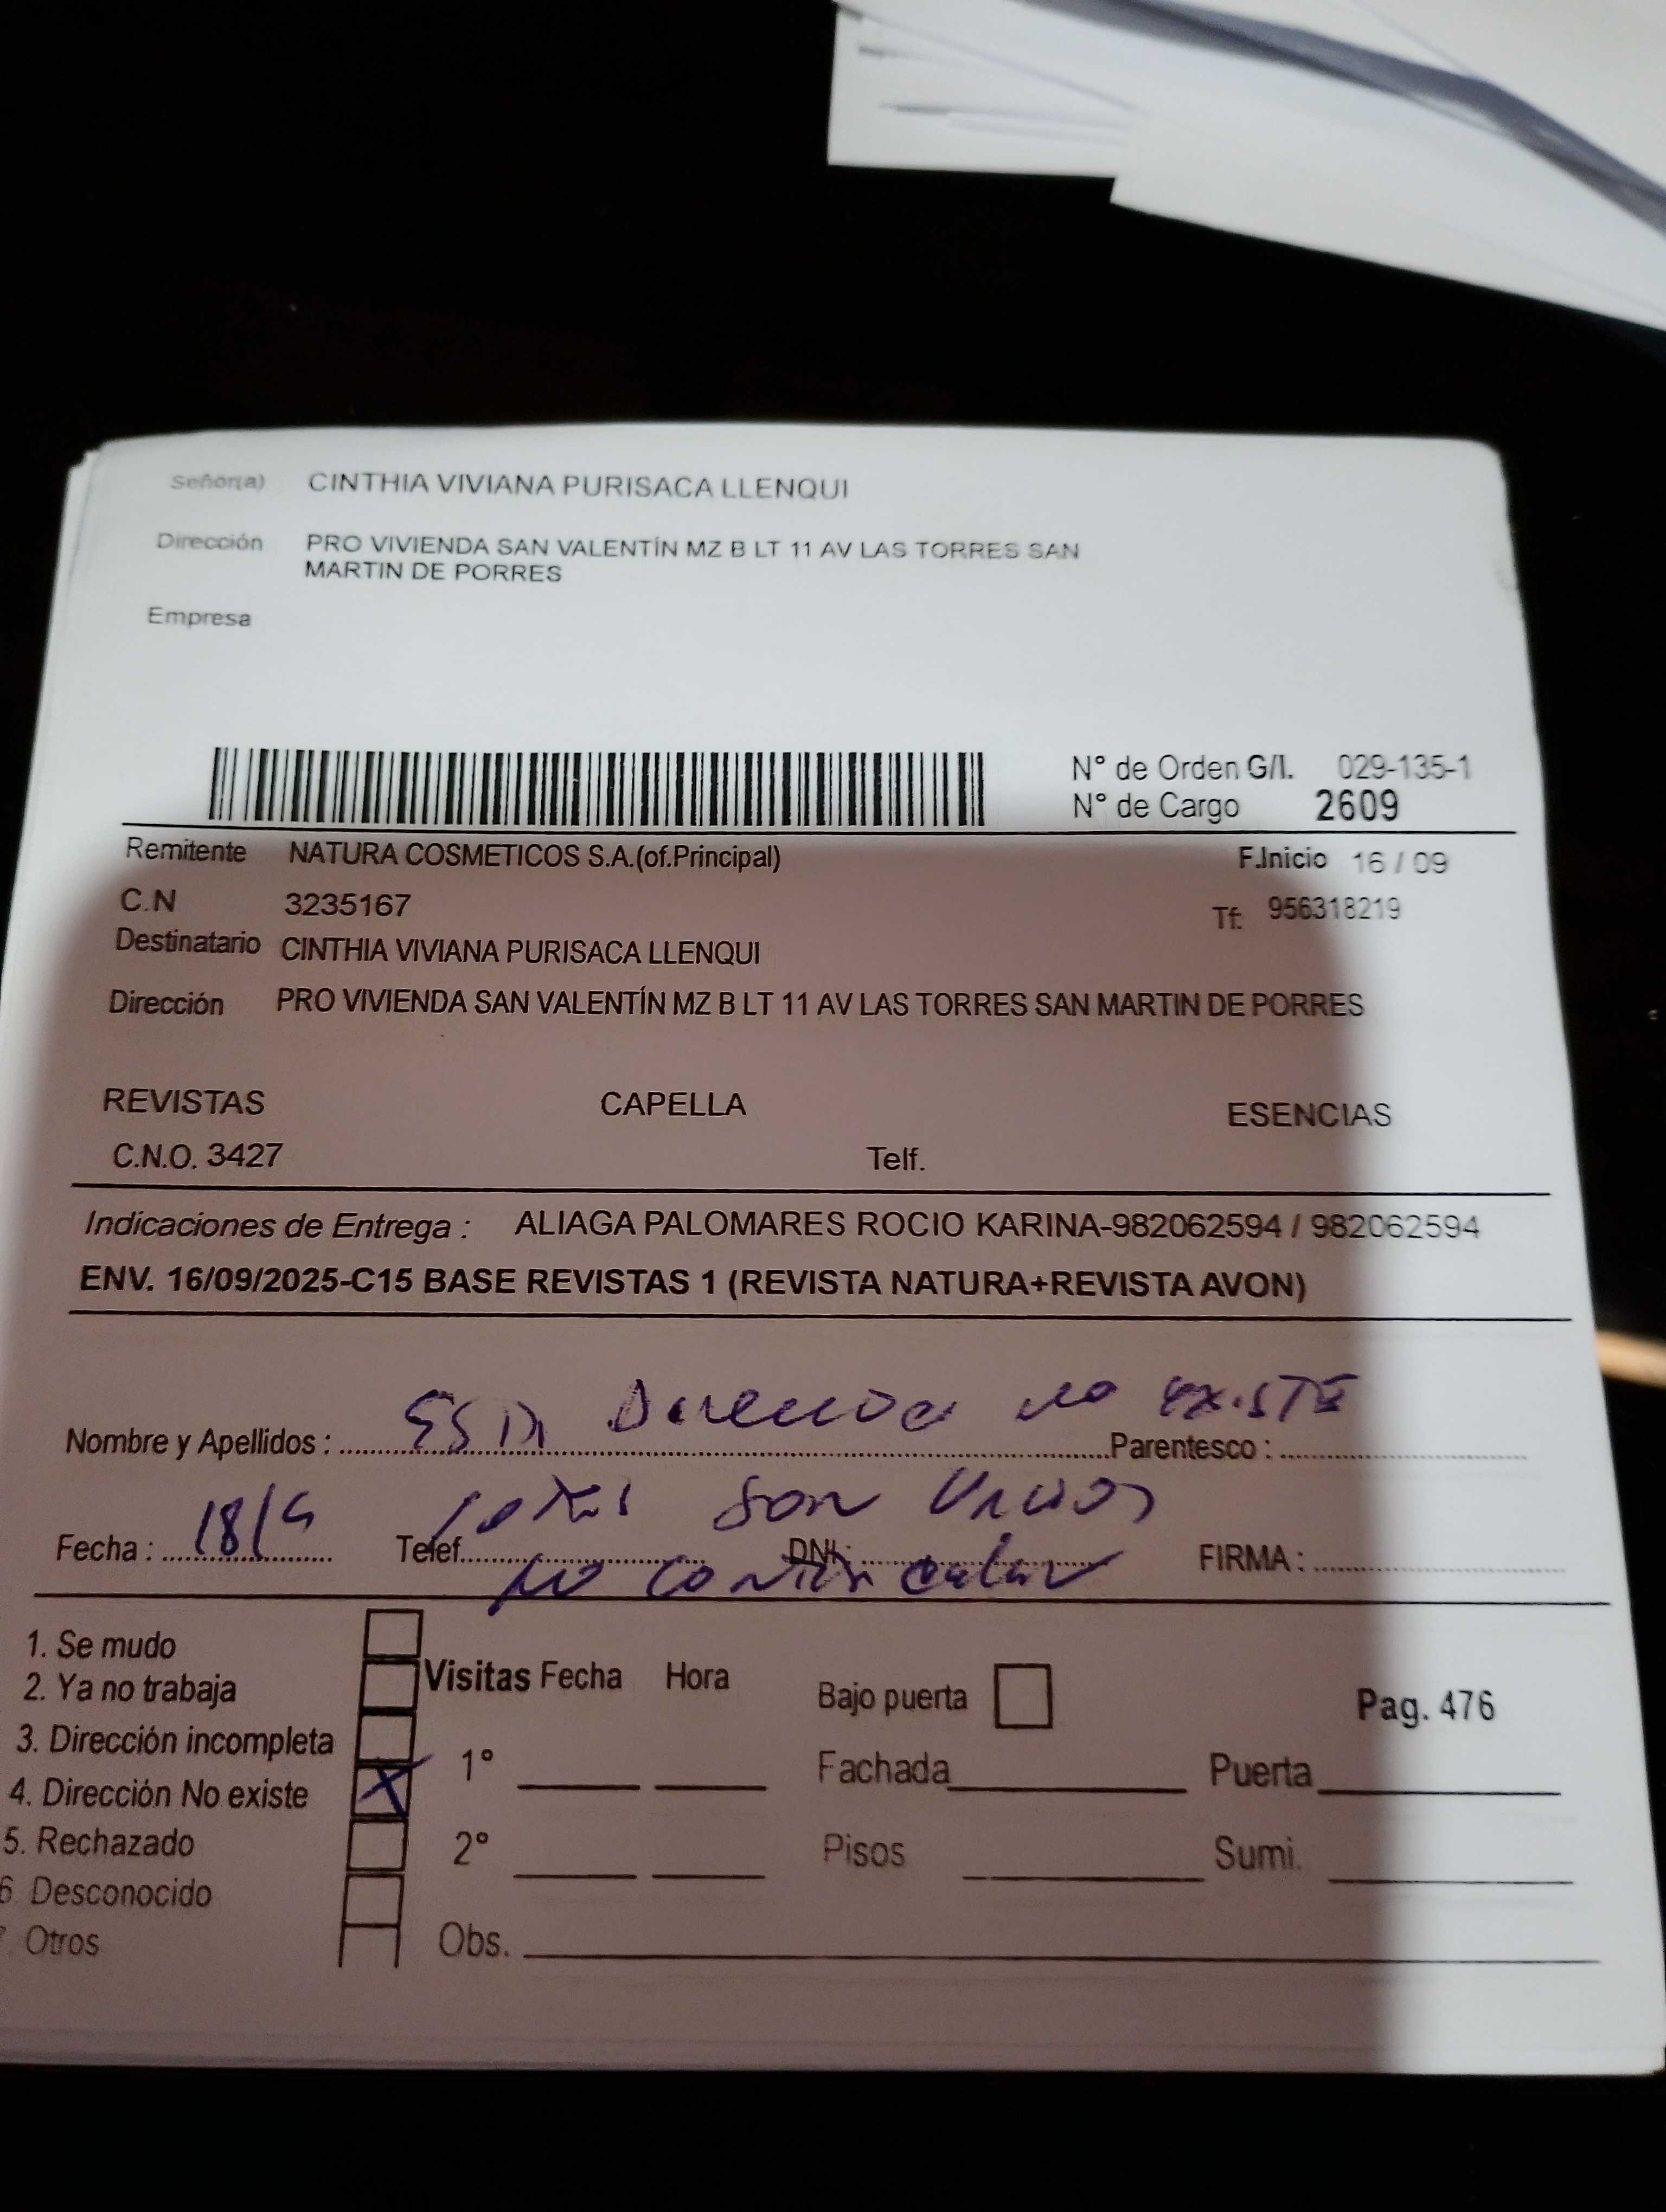 Señor(a) CINTHIA VIVIANA PURISACA LLENQUI
Dirección PRO VIVIENDA SAN VALENTÍN MZ B LT 11 AV LAS TORRES SAN
MARTIN DE PORRES
Empresa
N° de Orden G/I. 029-135-1
N° de Cargo 2609
Remitente NATURA COSMETICOS S.A.(of.Principal) F.Inicio 16 / 09
C.N 3235167 Tf: 956318219
Destinatario CINTHIA VIVIANA PURISACA LLENQUI
Dirección PRO VIVIENDA SAN VALENTÍN MZ B LT 11 AV LAS TORRES SAN MARTIN DE PORRES
REVISTAS CAPELLA ESENCIAS
C.N.O. 3427 Telf.
Indicaciones de Entrega : ALIAGA PALOMARES ROCIO KARINA-982062594 / 982062594
ENV. 16/09/2025-C15 BASE REVISTAS 1 (REVISTA NATURA+REVISTA AVON)
no existe
Nombre y Apellidos : Parentesco :
son
Fecha : 18/9 Telef. DNI : FIRMA :
no
1. Se mudo
2. Ya no trabaja Visitas Fecha Hora Bajo puerta Pag. 476
3. Dirección incompleta
4. Dirección No existe X 1° Fachada Puerta
5. Rechazado 2° Pisos Sumi.
6. Desconocido
Otros Obs.